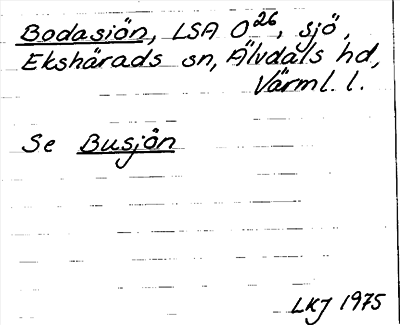 Bodasjön, LSA O26, sjö,
Ekshärads sn, Älvdals hd,
Värml. l.
Se Busjön
LKJ 1975